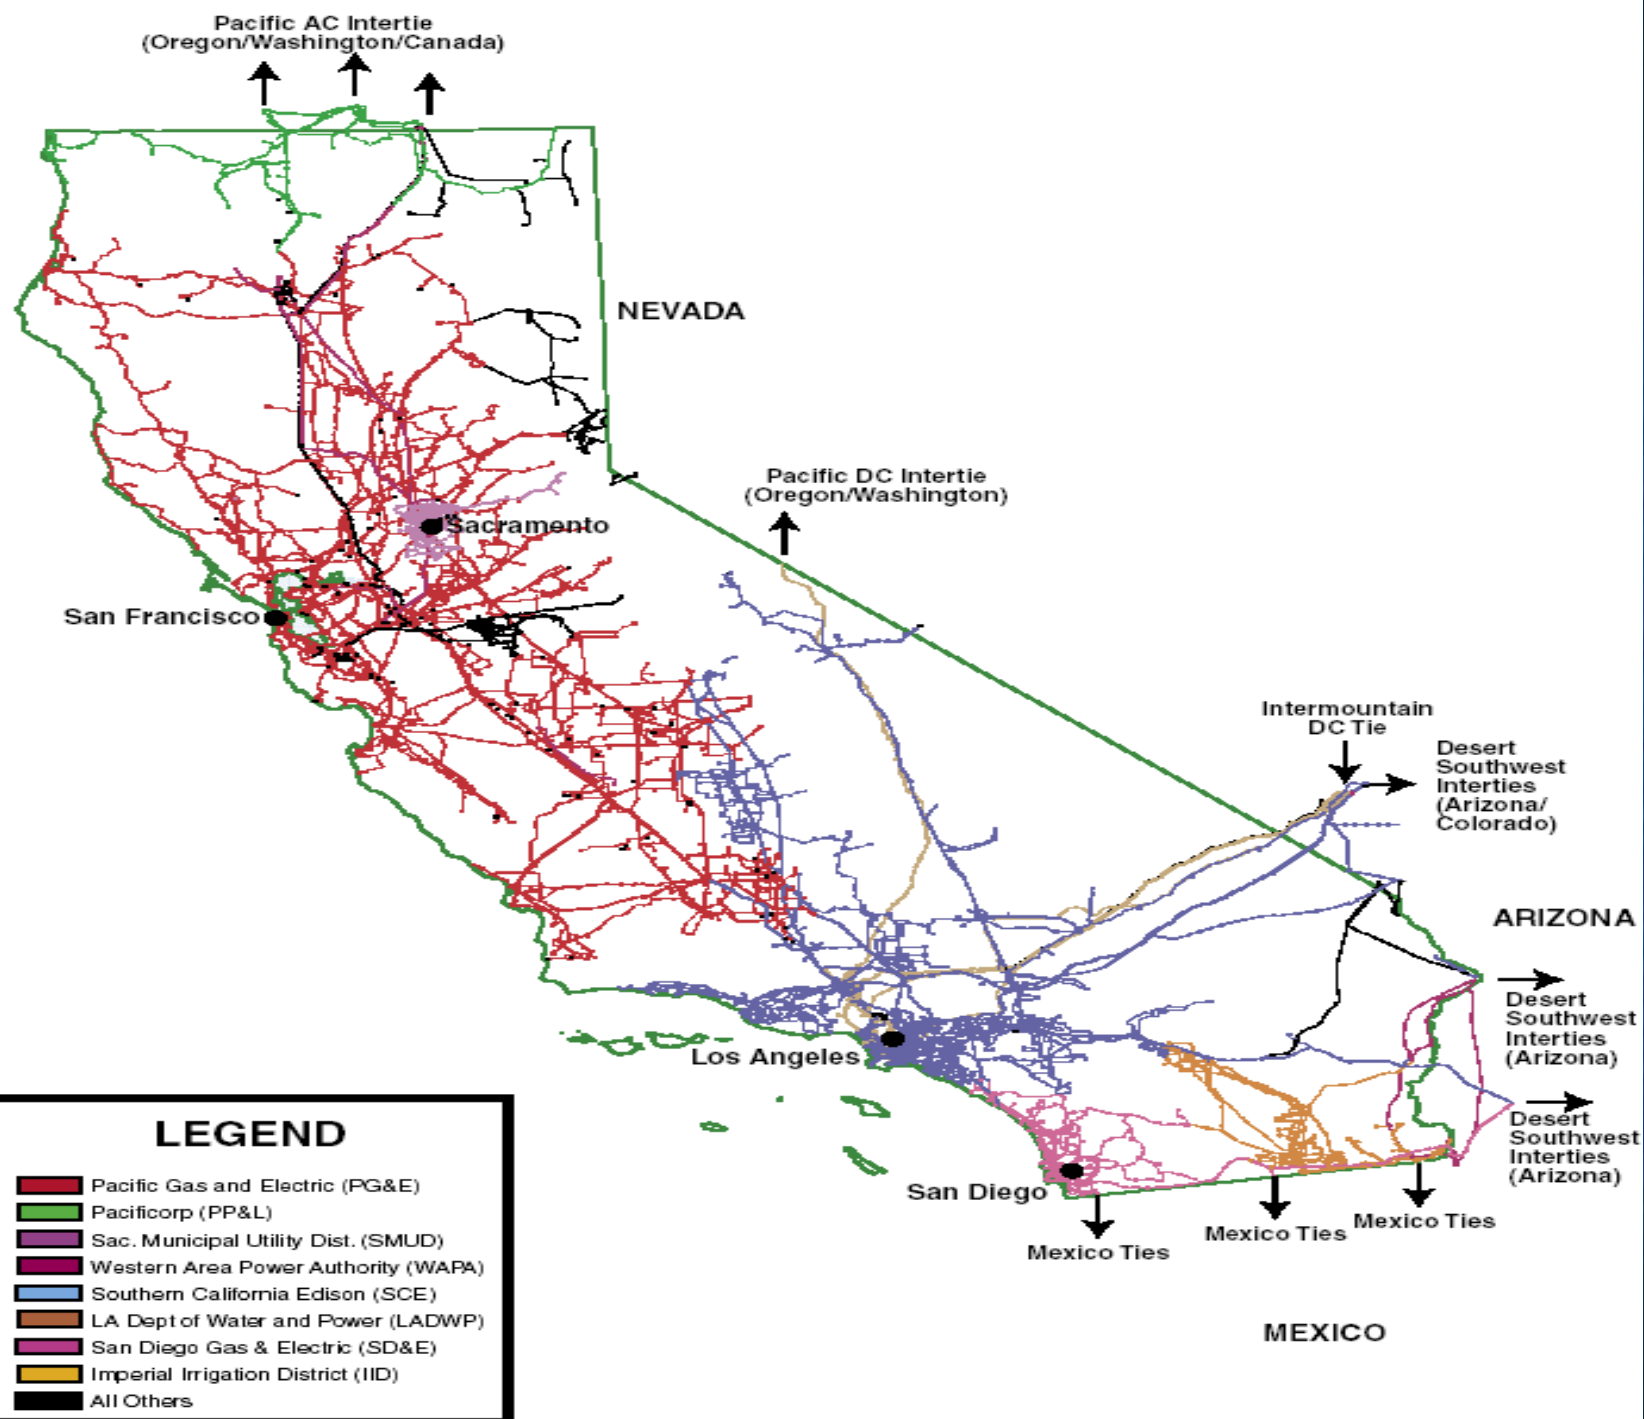 Pacific AC Intertie
(Oregon/Washington/Canada)
NEVADA
Pacific DC Intertie
(Oregon/Washington)
Sacramento
San Francisco
Intermountain
DC Tie
Desert
Southwest
Interties
(Arizona/
Colorado)
ARIZONA
Desert
Southwest
Interties
(Arizona)
Los Angeles
Desert
Southwest
Interties
(Arizona)
San Diego
Mexico Ties
Mexico Ties
Mexico Ties
MEXICO
LEGEND
Pacific Gas and Electric (PG&E)
Pacificorp (PP&L)
Sac. Municipal Utility Dist. (SMUD)
Western Area Power Authority (WAPA)
Southern California Edison (SCE)
LA Dept of Water and Power (LADWP)
San Diego Gas & Electric (SD&E)
Imperial Irrigation District (IID)
All Others